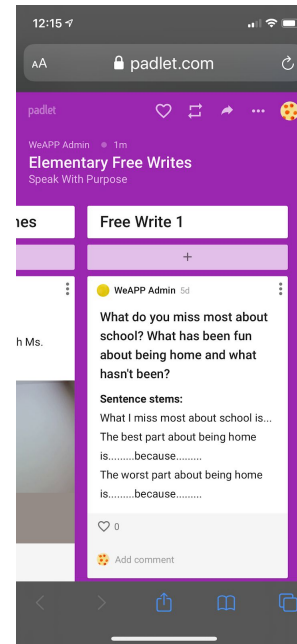 12:15
AA padlet.com
padlet
WeAPP Admin • 1m
Elementary Free Writes
Speak With Purpose
nes
Free Write 1
+
h Ms.
WeAPP Admin 5d
What do you miss most about
school? What has been fun
about being home and what
hasn't been?
Sentence stems:
What I miss most about school is...
The best part about being home
is.........because.........
The worst part about being home
is.........because.........
0
Add comment